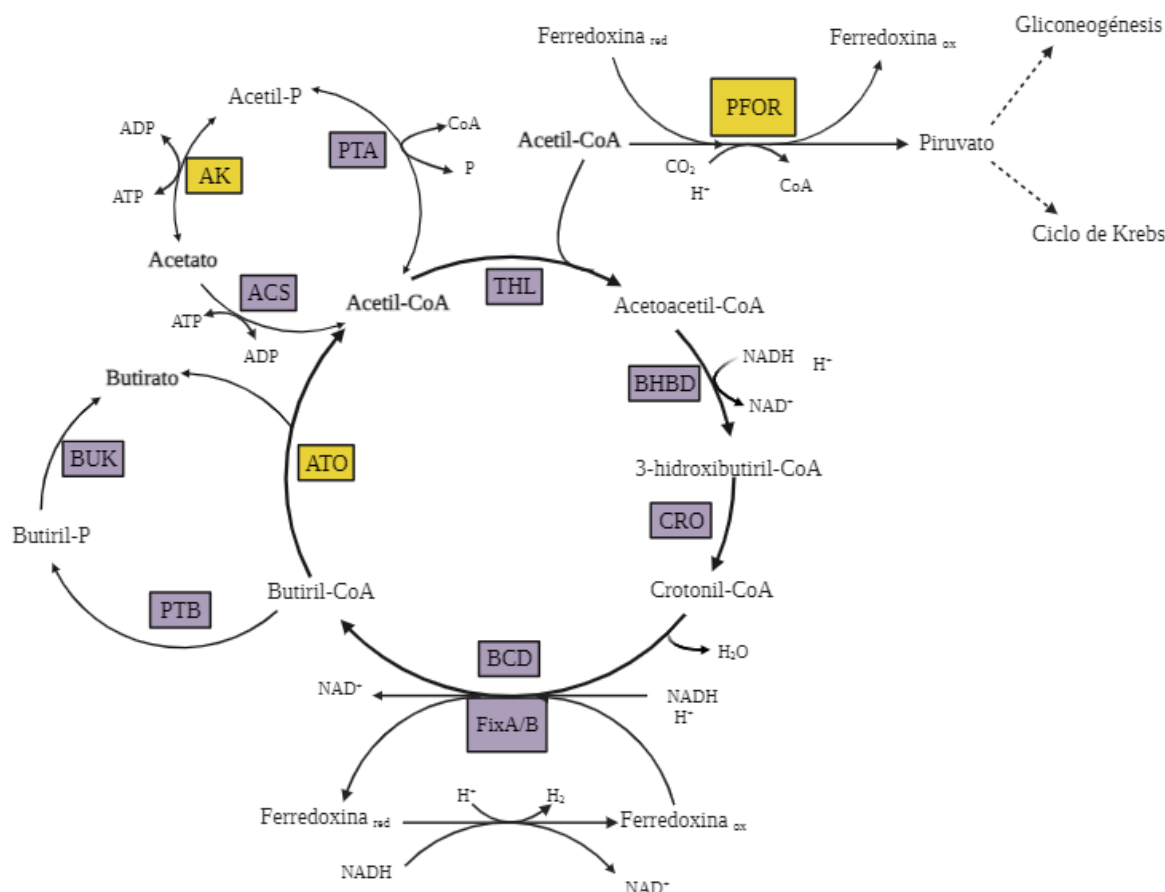 Gliconeogénesis
Ferredoxina red
Ferredoxina ox
Acetil-P
PFOR
ADP
CoA
PTA
Acetil-CoA
Piruvato
CO₂
P
AK
CoA
H⁺
ATP
Ciclo de Krebs
Acetato
ACS
THL
Acetil-CoA
Acetoacetil-CoA
ATP
ADP
NADH
H⁺
Butirato
BHBD
NAD⁺
BUK
ATO
3-hidroxibutiril-CoA
CRO
Butiril-P
Butiril-CoA
Crotonil-CoA
PTB
BCD
H₂O
NAD⁺
NADH
H⁺
FixA/B
H⁺
H₂
Ferredoxina red
Ferredoxina ox
NADH
NAD⁺